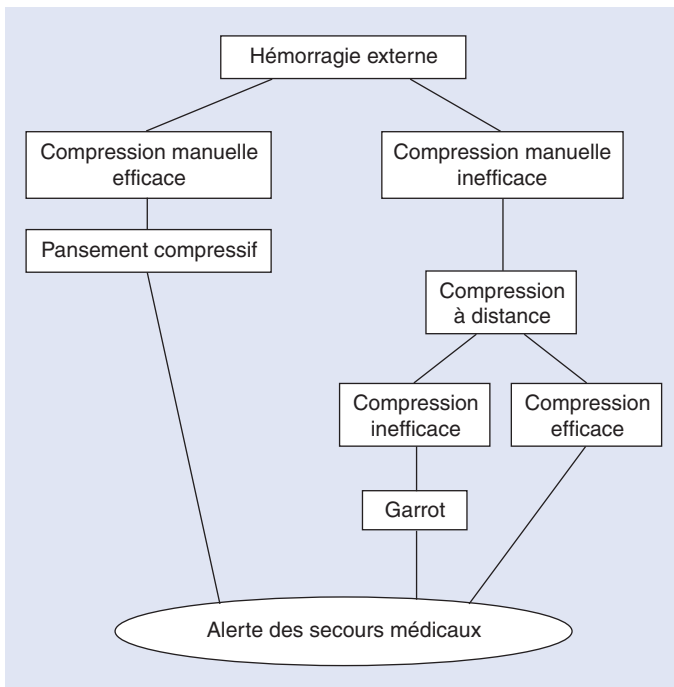 Hémorragie externe
Compression manuelle
efficace
Compression manuelle
inefficace
Pansement compressif
Compression
à distance
Compression
inefficace
Compression
efficace
Garrot
Alerte des secours médicaux